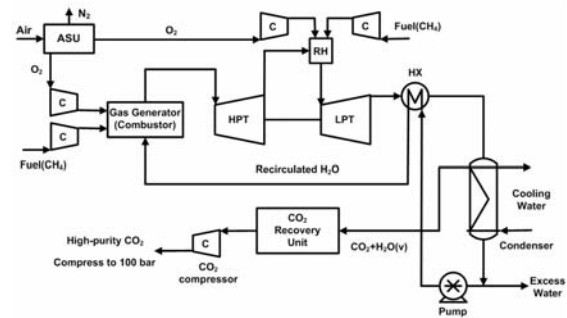 N₂
Air
ASU
O₂
C
C
Fuel(CH₄)
RH
O₂
C
Gas Generator
(Combustor)
C
Fuel(CH₄)
HPT
LPT
HX
Recirculated H₂O
Cooling
Water
Condenser
CO₂
Recovery
Unit
CO₂+H₂O(v)
C
High-purity CO₂
Compress to 100 bar
CO₂
compressor
Pump
Excess
Water